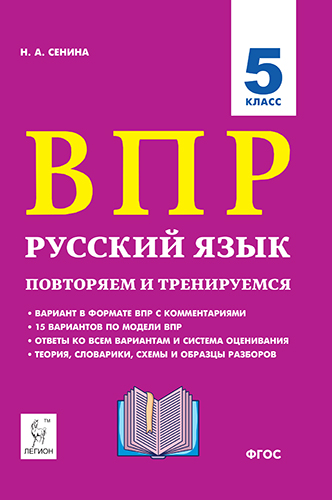 Н. А. СЕНИНА
5
КЛАСС
ВПР
РУССКИЙ ЯЗЫК
ПОВТОРЯЕМ И ТРЕНИРУЕМСЯ
• ВАРИАНТ В ФОРМАТЕ ВПР С КОММЕНТАРИЯМИ
• 15 ВАРИАНТОВ ПО МОДЕЛИ ВПР
• ОТВЕТЫ КО ВСЕМ ВАРИАНТАМ И СИСТЕМА ОЦЕНИВАНИЯ
• ТЕОРИЯ, СЛОВАРИКИ, СХЕМЫ И ОБРАЗЦЫ РАЗБОРОВ
TM
ЛЕГИОН
ФГОС